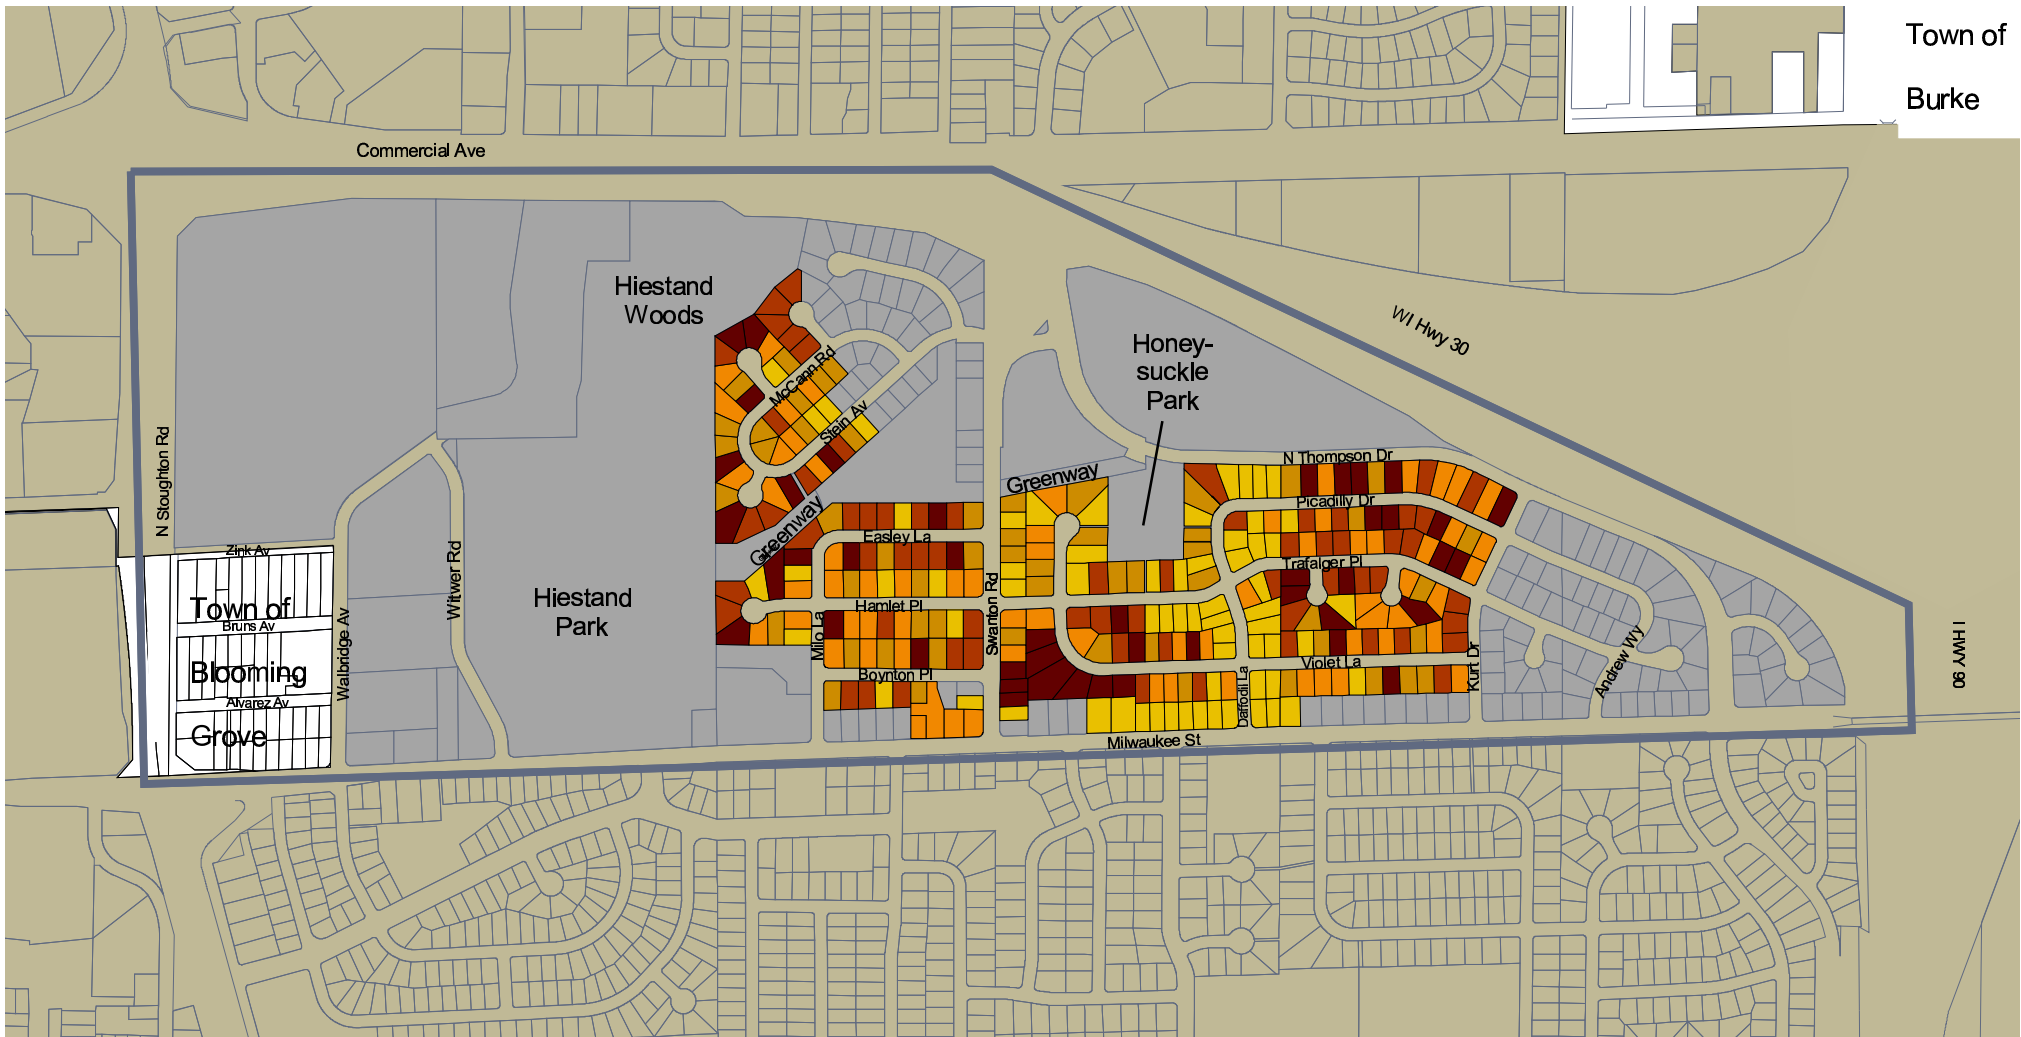 Town of
Burke
Commercial Ave
Hiestand
Woods
WI Hwy 30
Honey-
suckle
Park
McCann Rd
Stein Av
N Stoughton Rd
N Thompson Dr
Greenway
Picadilly Dr
Greenway
Easley La
Zink Av
Trafalger Pl
Witwer Rd
Town of
Hiestand
Park
Hamlet Pl
Swanton Rd
Bruns Av
Milo La
Walbridge Av
I HWY 90
Blooming
Boynton Pl
Violet La
Kurt Dr
Andrew WY
Alvarez Av
Daffodil La
Grove
Milwaukee St